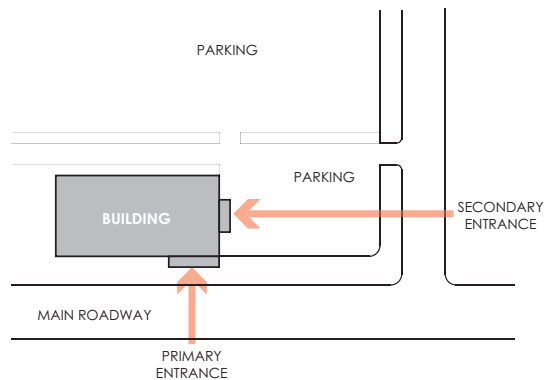 PARKING
PARKING
BUILDING
SECONDARY
ENTRANCE
MAIN ROADWAY
PRIMARY
ENTRANCE